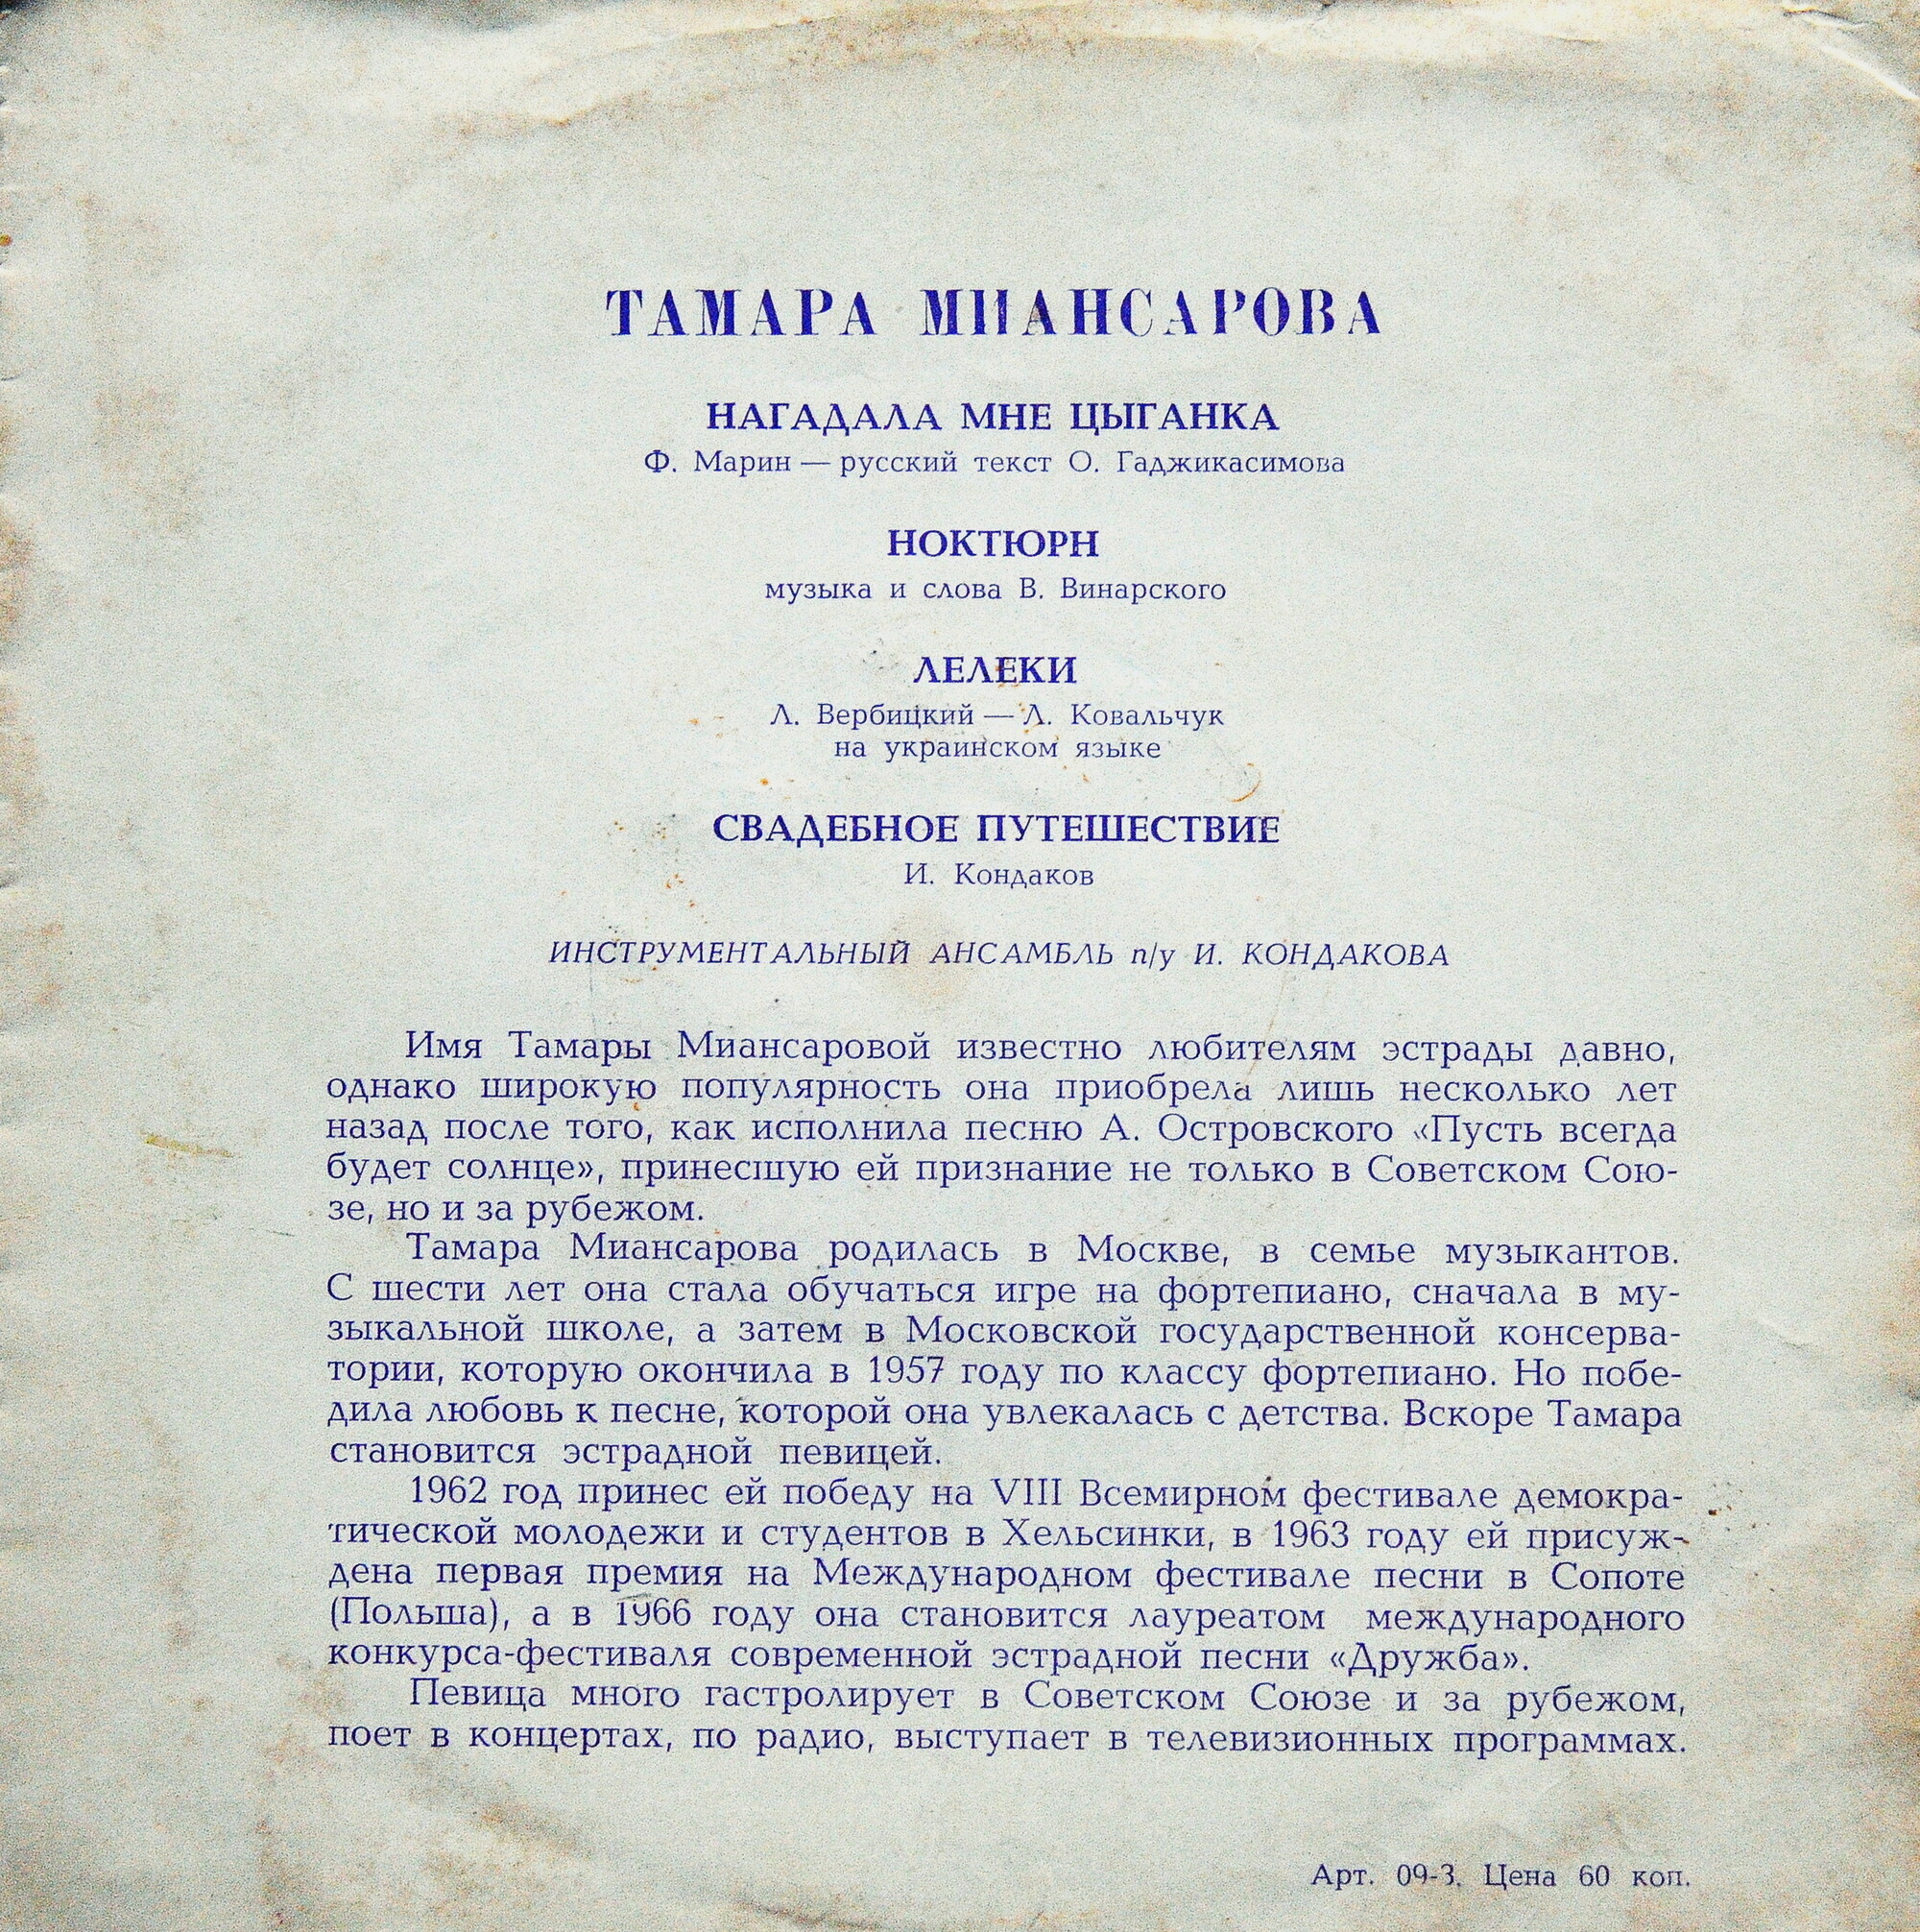 ТАМАРА МИАНСАРОВА
НАГАДАЛА МНЕ ЦЫГАНКА
Ф. Марин — русский текст О. Гаджикасимова
НОКТЮРН
музыка и слова В. Винарского
ЛЕЛЕКИ
Л. Вербицкий — Л. Ковальчук
на украинском языке
СВАДЕБНОЕ ПУТЕШЕСТВИЕ
И. Кондаков
ИНСТРУМЕНТАЛЬНЫЙ АНСАМБЛЬ п/у И. КОНДАКОВА
Имя Тамары Миансаровой известно любителям эстрады давно,
однако широкую популярность она приобрела лишь несколько лет
назад после того, как исполнила песню А. Островского «Пусть всегда
будет солнце», принесшую ей признание не только в Советском Сою-
зе, но и за рубежом.
Тамара Миансарова родилась в Москве, в семье музыкантов.
С шести лет она стала обучаться игре на фортепиано, сначала в му-
зыкальной школе, а затем в Московской государственной консерва-
тории, которую окончила в 1957 году по классу фортепиано. Но побе-
дила любовь к песне, которой она увлекалась с детства. Вскоре Тамара
становится эстрадной певицей.
1962 год принес ей победу на VIII Всемирном фестивале демокра-
тической молодежи и студентов в Хельсинки, в 1963 году ей присуж-
дена первая премия на Международном фестивале песни в Сопоте
(Польша), а в 1966 году она становится лауреатом международного
конкурса-фестиваля современной эстрадной песни «Дружба».
Певица много гастролирует в Советском Союзе и за рубежом,
поет в концертах, по радио, выступает в телевизионных программах.
Арт. 09-3. Цена 60 коп.